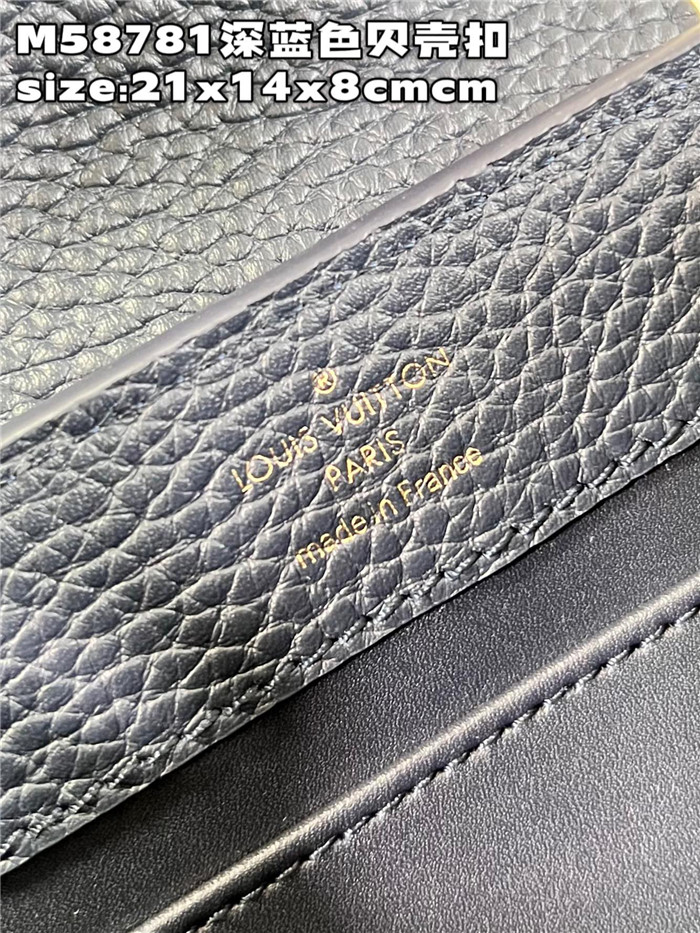 M58781深蓝色贝壳扣
size:21x14x8cmcm
®
LOUIS VUITTON
PARIS
made in France